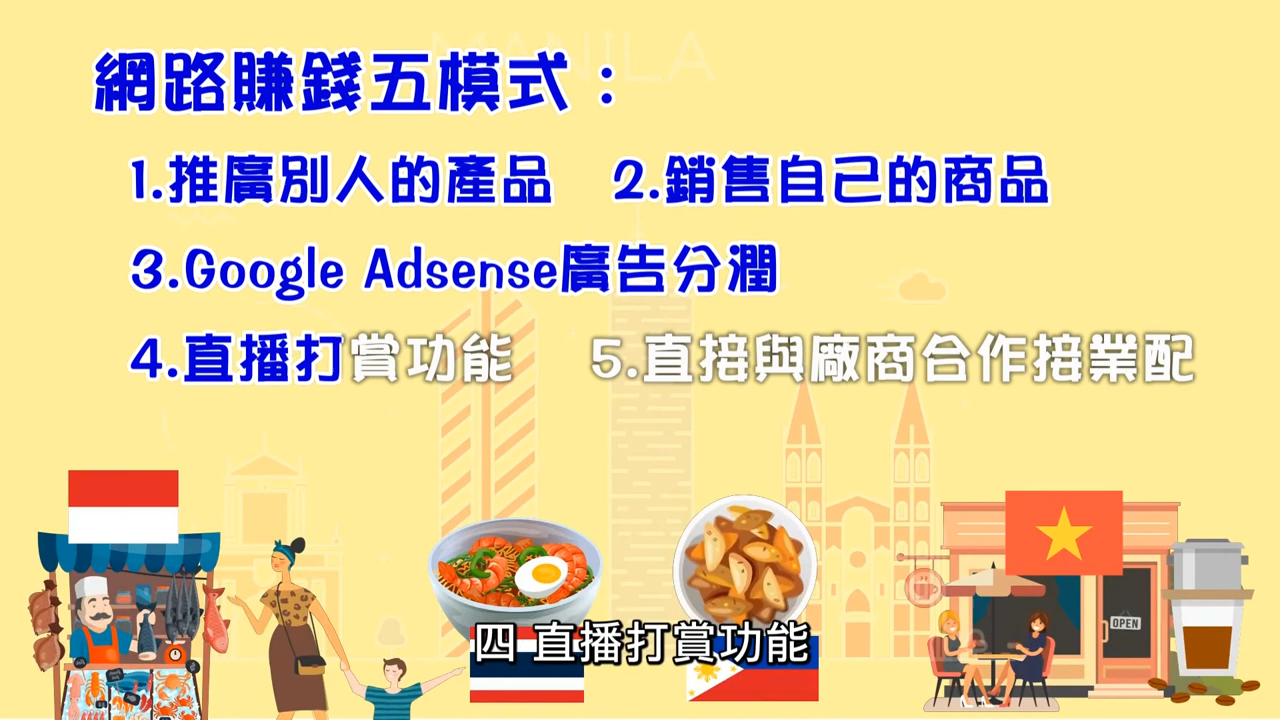 MANILA
網路賺錢五模式：
1.推廣別人的產品 2.銷售自己的商品
3.Google Adsense廣告分潤
4.直播打賞功能 5.直接與廠商合作接業配
OPEN
四 直播打賞功能